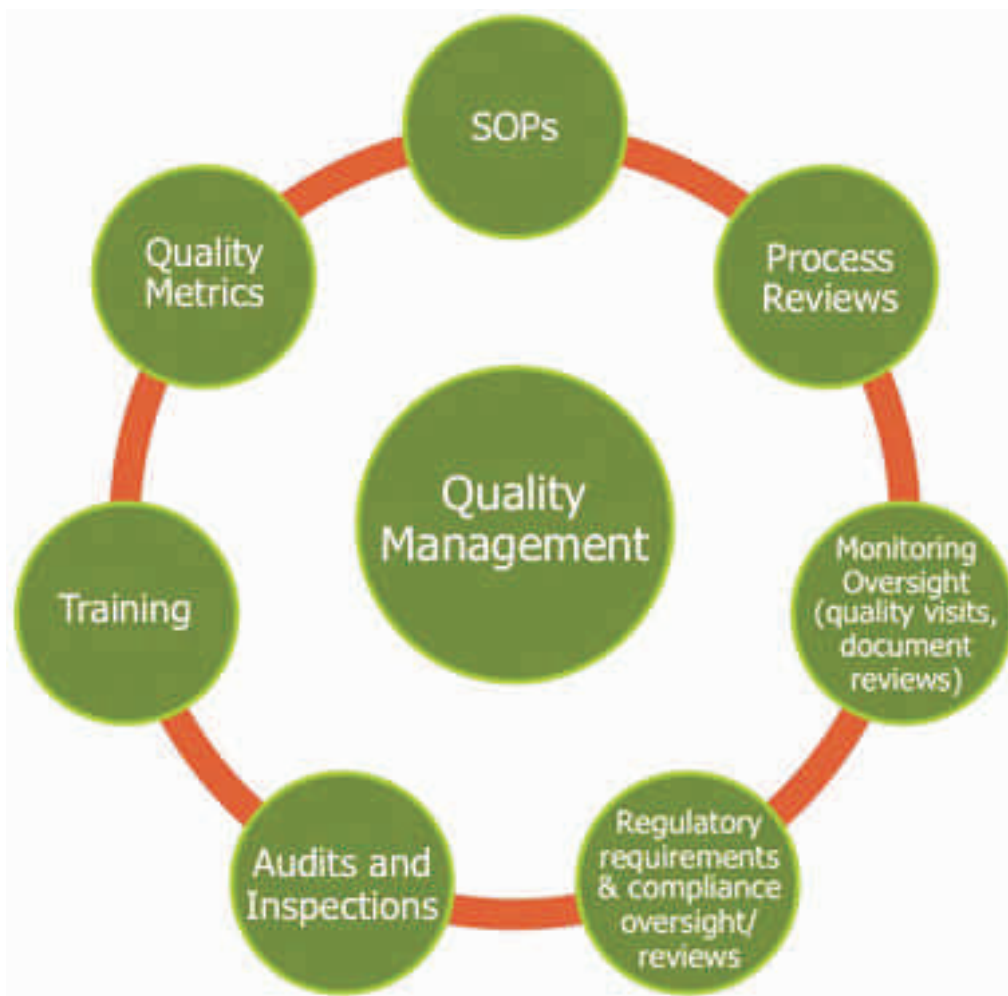 SOPs
Process
Reviews
Monitoring
Oversight
(quality visits,
document
reviews)
Regulatory
requirements
& compliance
oversight/
reviews
Audits and
Inspections
Training
Quality
Metrics
Quality
Management